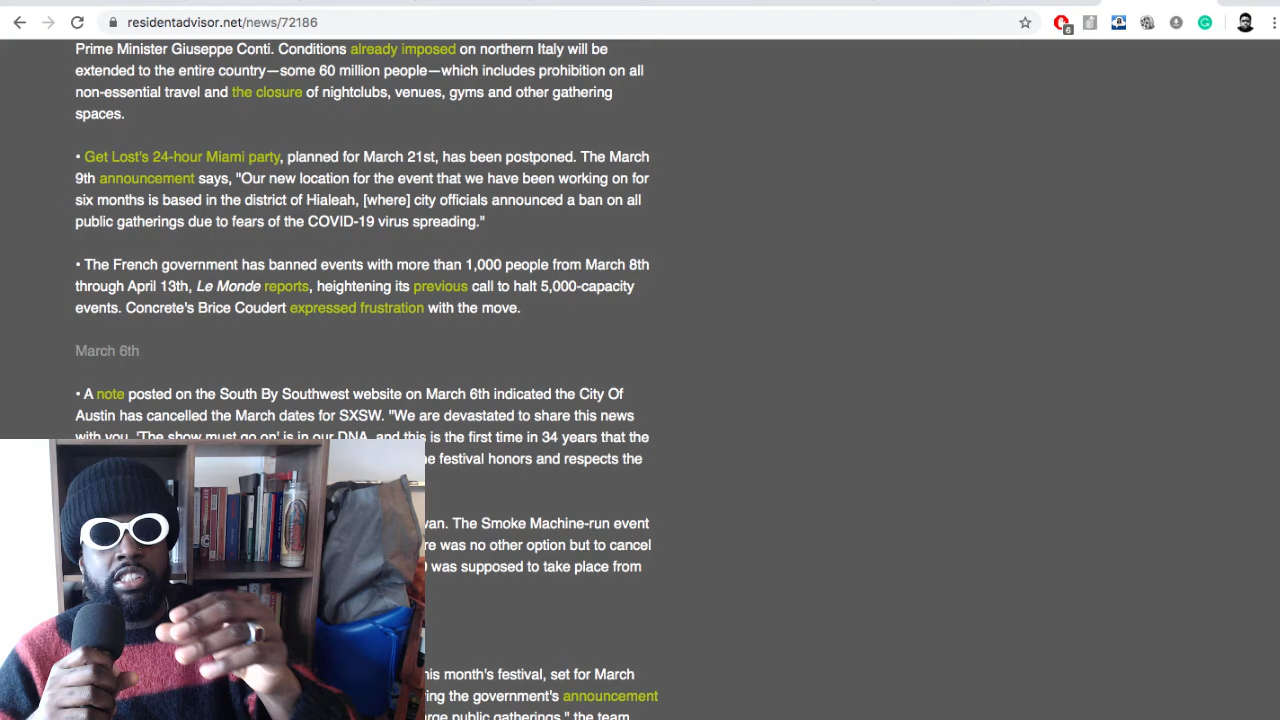 residentadvisor.net/news/72186
6
Prime Minister Giuseppe Conti. Conditions already imposed on northern Italy will be
extended to the entire country—some 60 million people—which includes prohibition on all
non-essential travel and the closure of nightclubs, venues, gyms and other gathering
spaces.
• Get Lost's 24-hour Miami party, planned for March 21st, has been postponed. The March
9th announcement says, "Our new location for the event that we have been working on for
six months is based in the district of Hialeah, [where] city officials announced a ban on all
public gatherings due to fears of the COVID-19 virus spreading."
• The French government has banned events with more than 1,000 people from March 8th
through April 13th, Le Monde reports, heightening its previous call to halt 5,000-capacity
events. Concrete's Brice Coudert expressed frustration with the move.
March 6th
• A note posted on the South By Southwest website on March 6th indicated the City Of
Austin has cancelled the March dates for SXSW. "We are devastated to share this news
with you. 'The show must go on' is in our DNA, and this is the first time in 34 years that the
festival honors and respects the
The Smoke Machine-run event
was no other option but to cancel
was supposed to take place from
month's festival, set for March
the government's announcement
public gatherings," the team